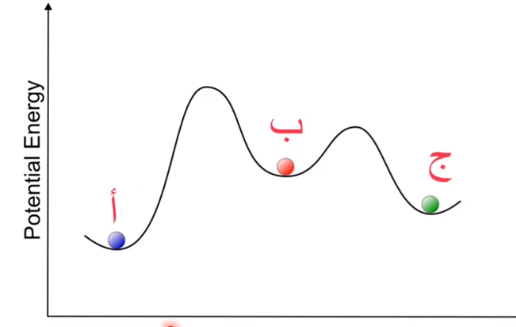 Potential Energy
أ
ب
ج